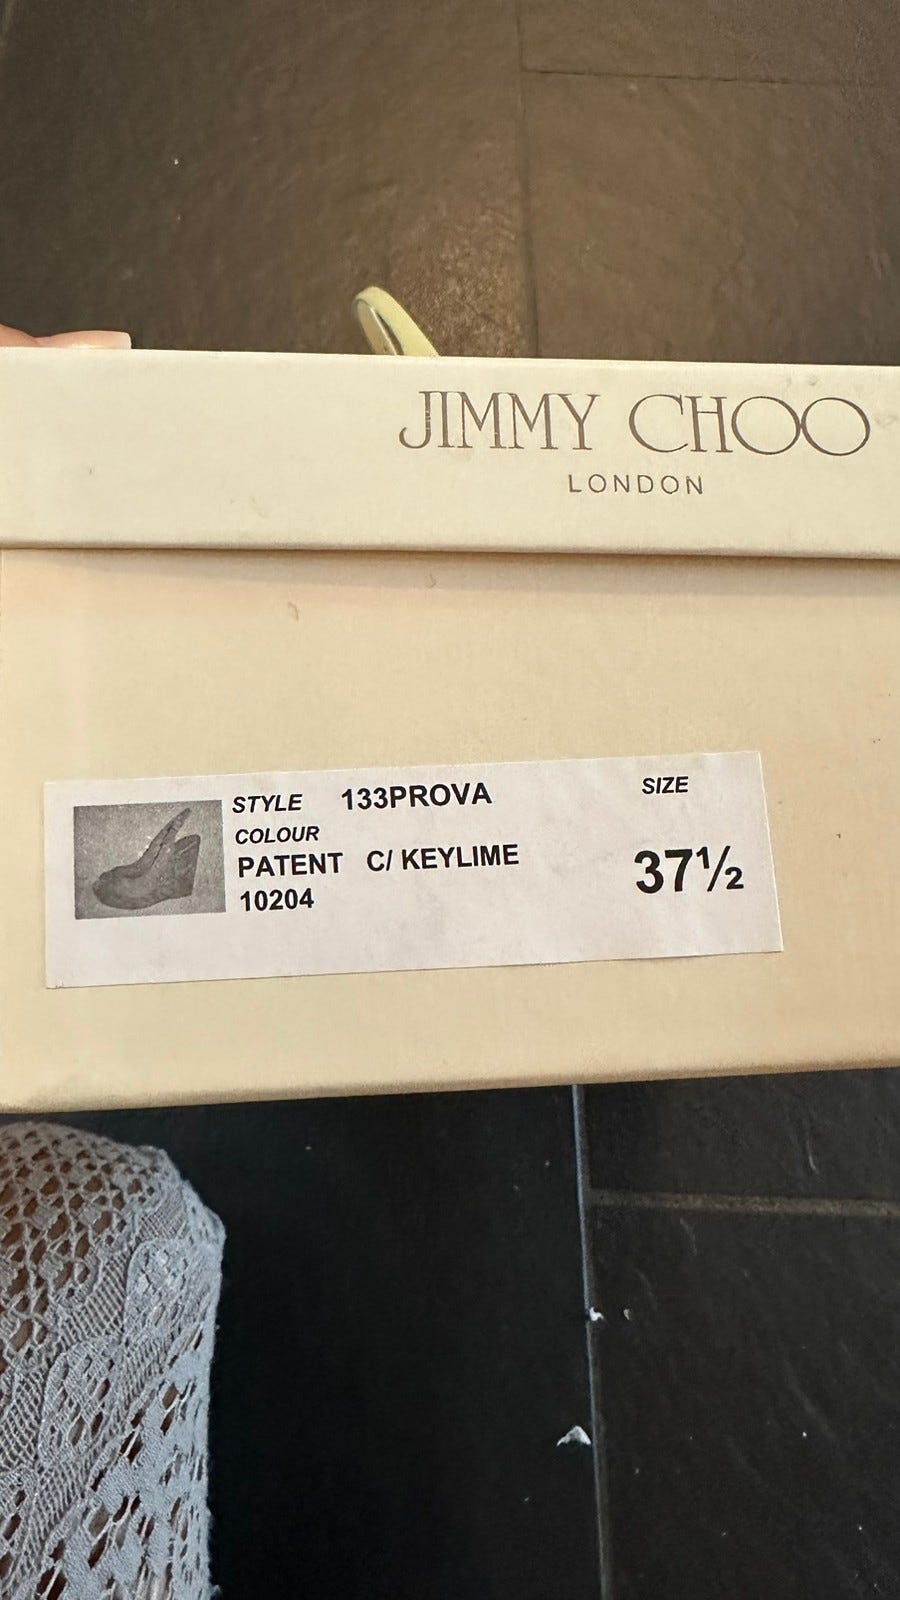 JIMMY CHOO
LONDON
STYLE 133PROVA
COLOUR
PATENT C/ KEYLIME
10204
SIZE
37½